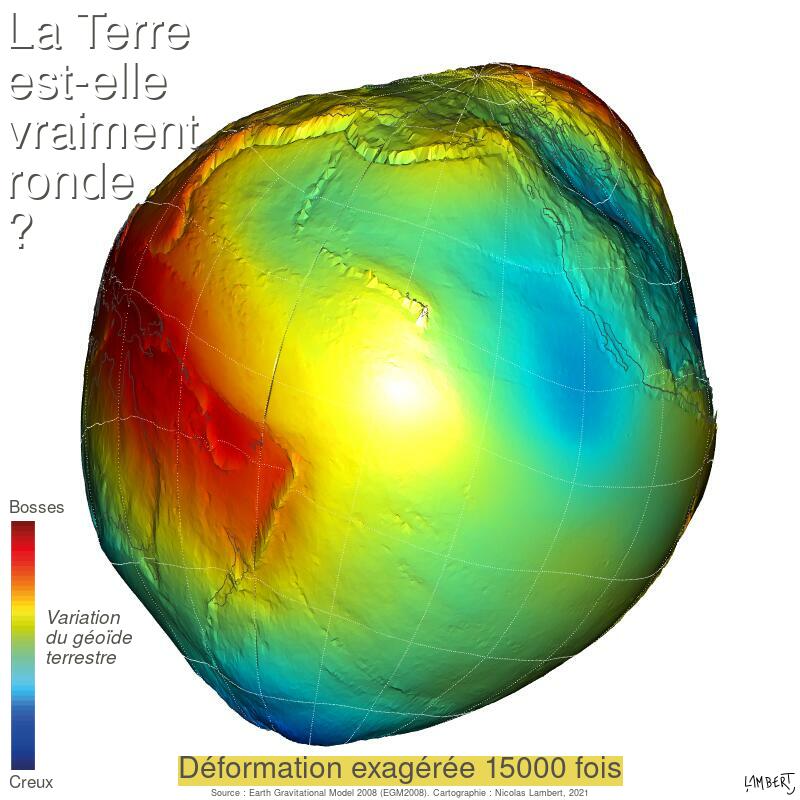 La Terre
est-elle
vraiment
ronde
?
Bosses
Variation
du géoïde
terrestre
Creux
Déformation exagérée 15000 fois
Source : Earth Gravitational Model 2008 (EGM2008). Cartographie : Nicolas Lambert, 2021
LAMBERT